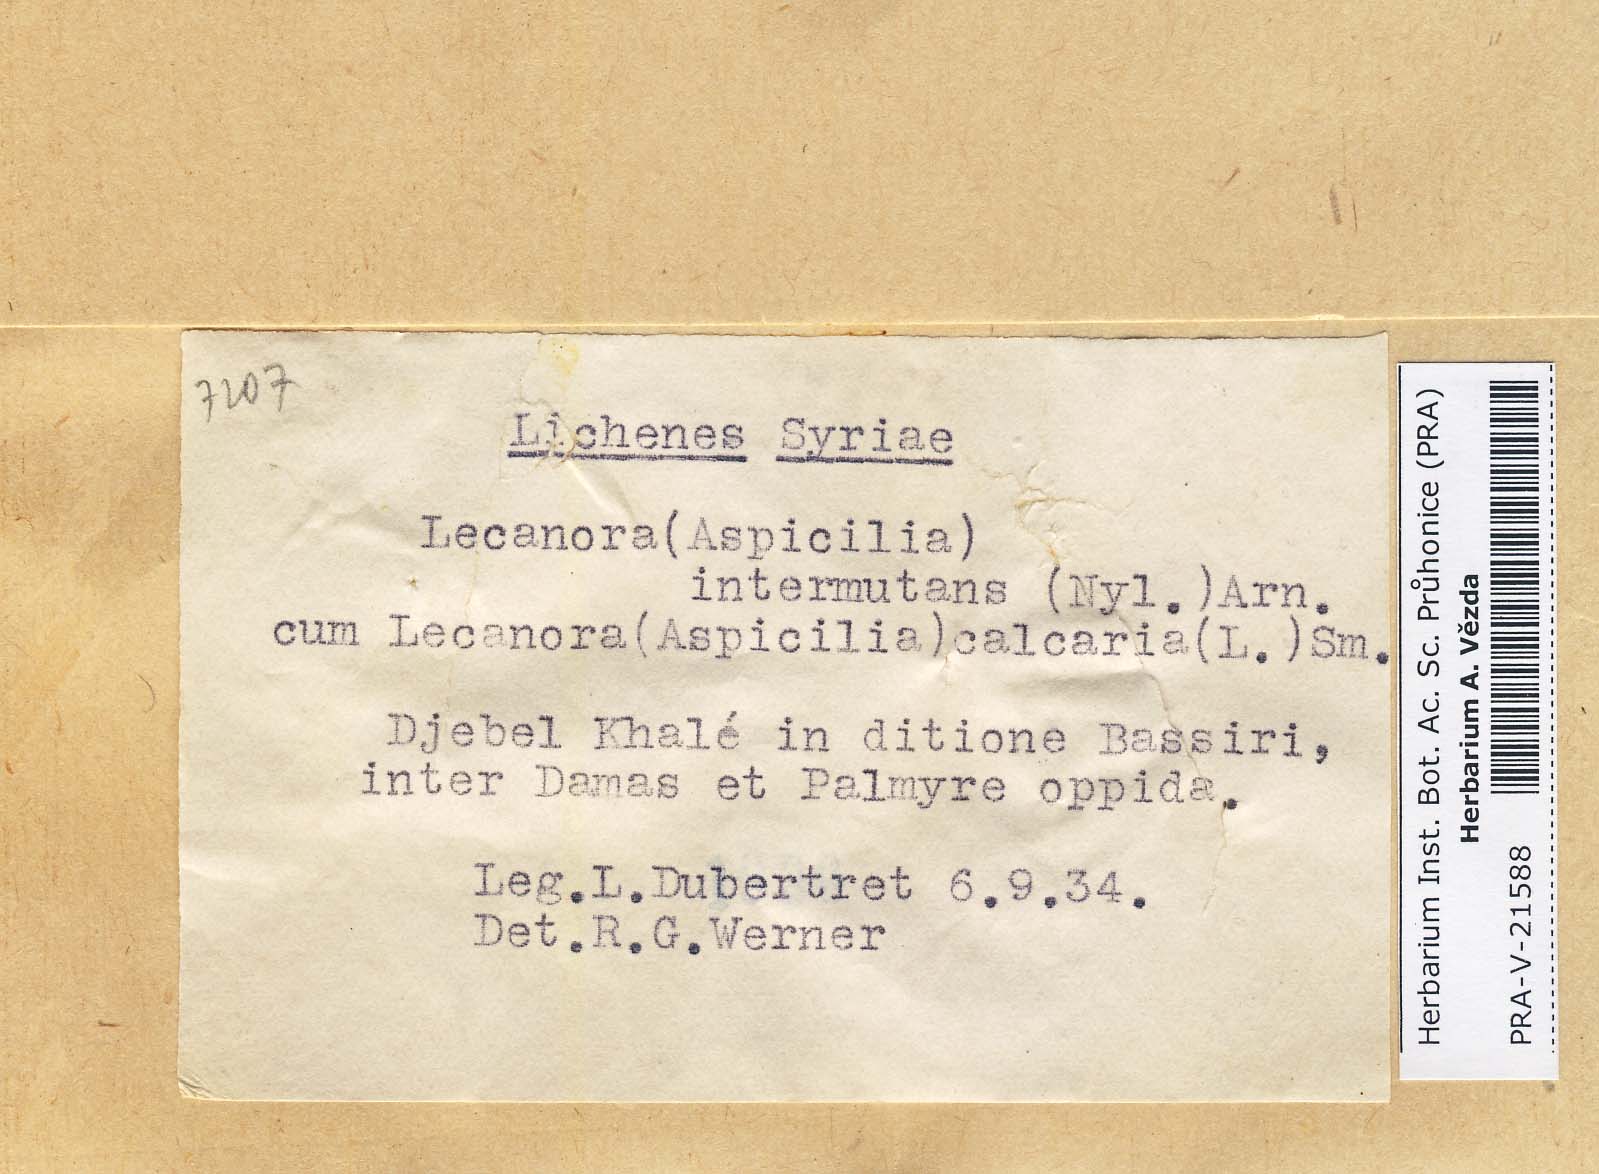 7207
Lichenes Syriae
Lecanora(Aspicilia)
intermutans (Nyl.)Arn.
cum Lecanora(Aspicilia)calcaria(L.)Sm.
Djebel Khalé in ditione Bassiri,
inter Damas et Palmyre oppida.
Leg.L.Dubertret 6.9.34.
Det.R.G.Werner
Herbarium Inst. Bot. Ac. Sc. Průhonice (PRA)
Herbarium A. Vězda
PRA-V-21588